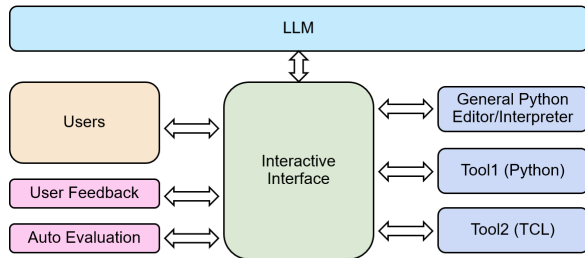 LLM
Users
User Feedback
Auto Evaluation
Interactive
Interface
General Python
Editor/Interpreter
Tool1 (Python)
Tool2 (TCL)